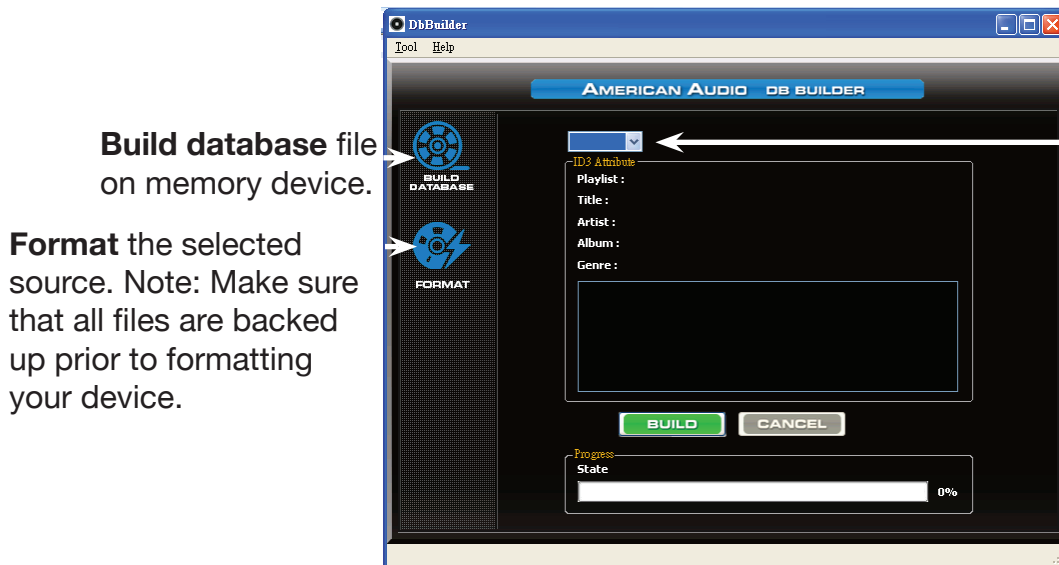 DbBuilder
Tool Help
AMERICAN AUDIO DB BUILDER
Build database file
on memory device.
BUILD
DATABASE
Format the selected
source. Note: Make sure
that all files are backed
up prior to formatting
your device.
FORMAT
ID3 Attribute
Playlist :
Title :
Artist :
Album :
Genre :
BUILD CANCEL
Progress
State
0%